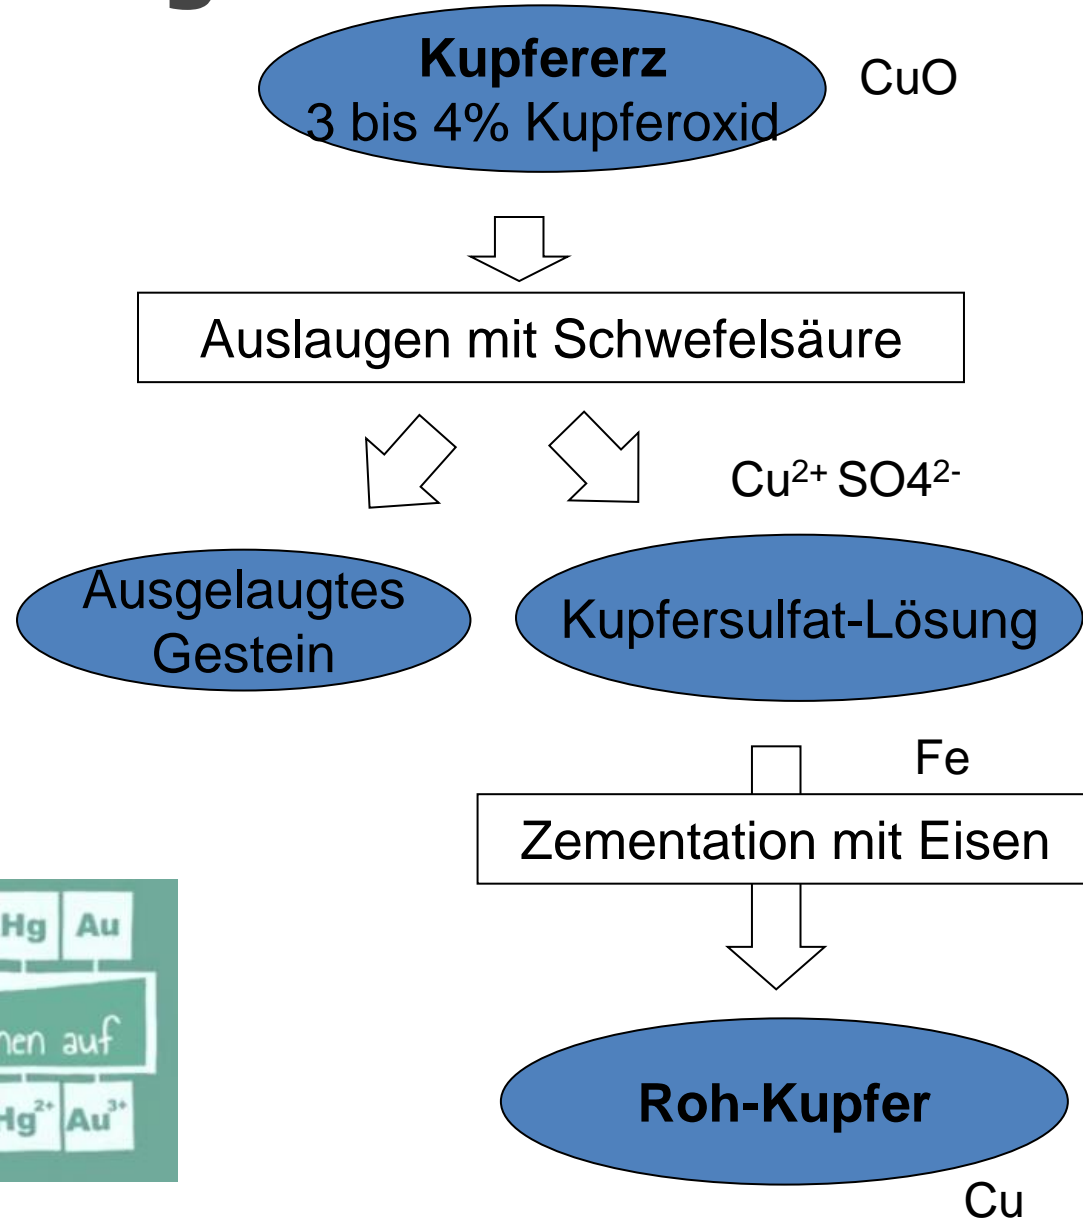 Kupfererz
3 bis 4% Kupferoxid
CuO
Auslaugen mit Schwefelsäure
Cu²⁺ SO4²⁻
Ausgelaugtes
Gestein
Kupfersulfat-Lösung
Fe
Zementation mit Eisen
Hg Au
auf
Hg²⁺ Au³⁺
Roh-Kupfer
Cu